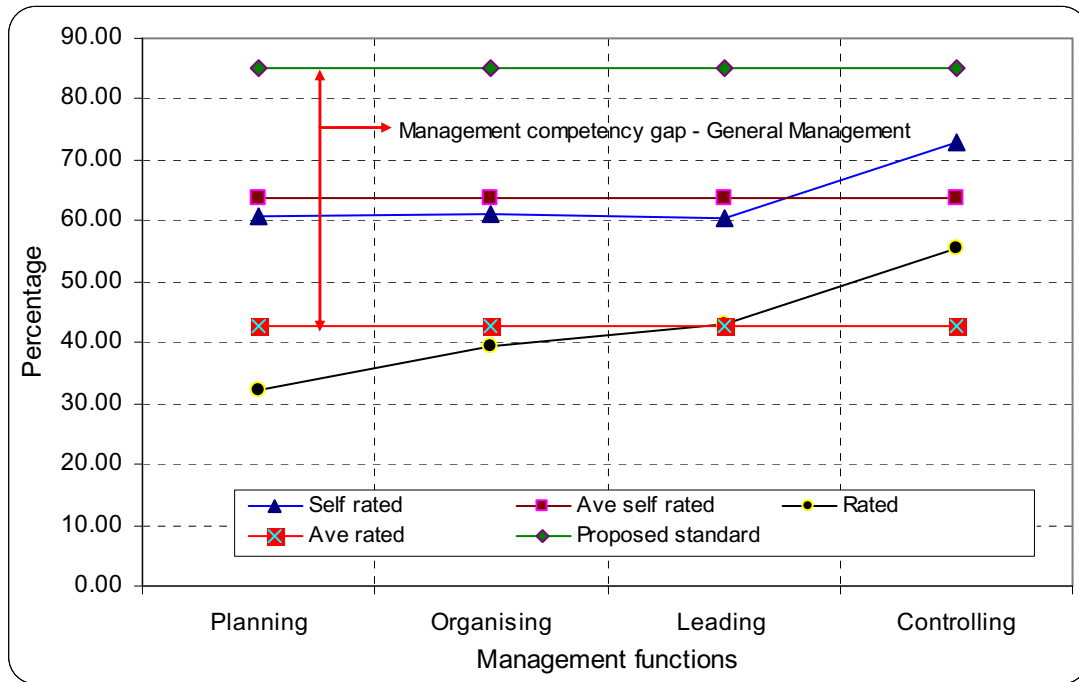 90.00
80.00
70.00
60.00
50.00
40.00
30.00
20.00
10.00
0.00
Percentage
Management competency gap - General Management
Self rated Ave self rated Rated
Ave rated Proposed standard
Planning Organising Leading Controlling
Management functions